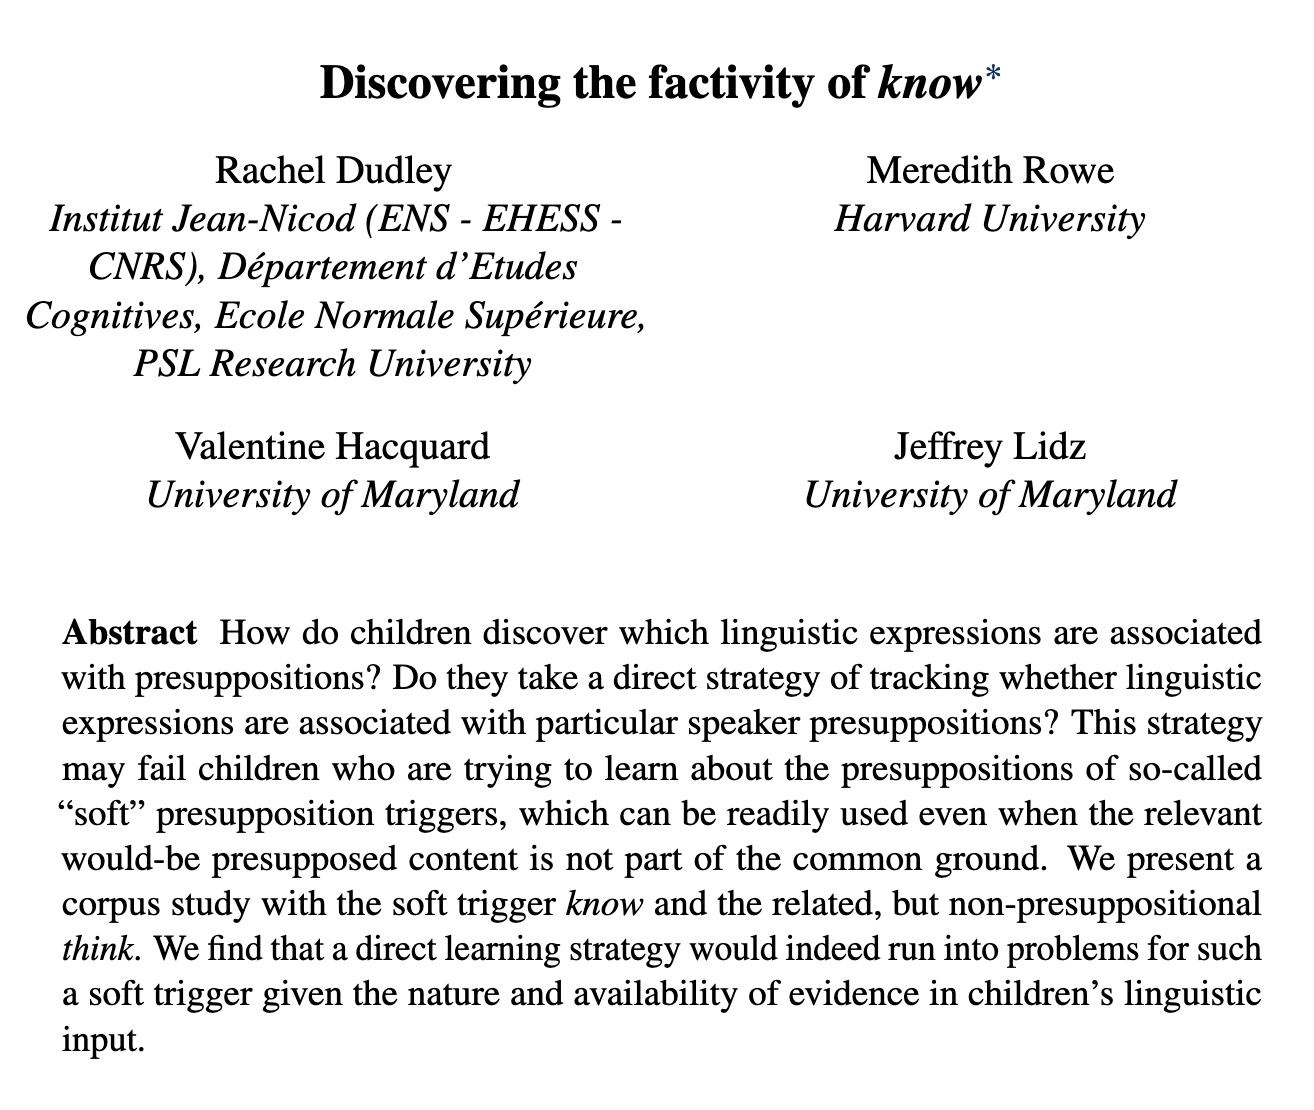 Discovering the factivity of know*
Rachel Dudley
Institut Jean-Nicod (ENS - EHESS -
CNRS), Département d'Etudes
Cognitives, Ecole Normale Supérieure,
PSL Research University
Meredith Rowe
Harvard University
Valentine Hacquard
University of Maryland
Jeffrey Lidz
University of Maryland
Abstract How do children discover which linguistic expressions are associated
with presuppositions? Do they take a direct strategy of tracking whether linguistic
expressions are associated with particular speaker presuppositions? This strategy
may fail children who are trying to learn about the presuppositions of so-called
“soft” presupposition triggers, which can be readily used even when the relevant
would-be presupposed content is not part of the common ground. We present a
corpus study with the soft trigger know and the related, but non-presuppositional
think. We find that a direct learning strategy would indeed run into problems for such
a soft trigger given the nature and availability of evidence in children's linguistic
input.